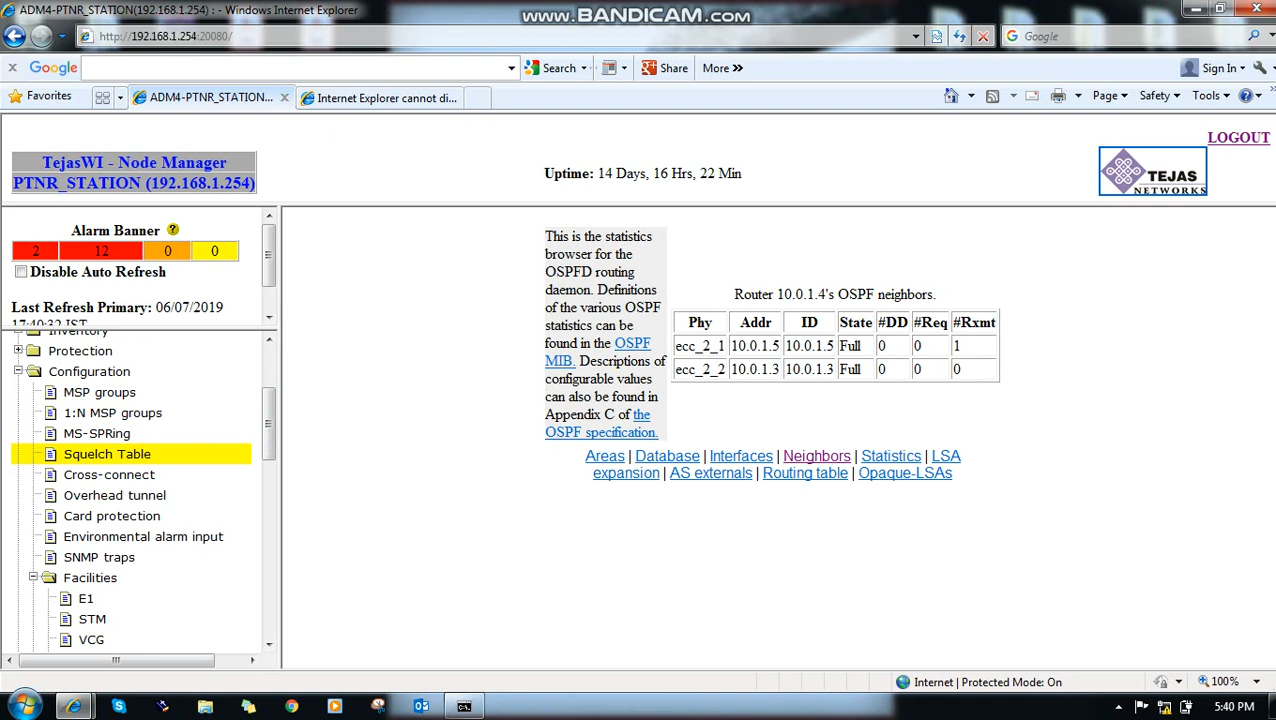 ADM4-PTNR_STATION(192.168.1.254) : - Windows Internet Explorer
www.BANDICAM.com
http://192.168.1.254:20080/
Google
Google
Search
Share
More »
Sign In
Favorites
ADM4-PTNR_STATION...
Internet Explorer cannot di...
Page
Safety
Tools
LOGOUT
TejasWI - Node Manager
PTNR_STATION (192.168.1.254)
Uptime: 14 Days, 16 Hrs, 22 Min
TEJAS
NETWORKS
Alarm Banner ?
2 12 0 0
Disable Auto Refresh
Last Refresh Primary: 06/07/2019
17:40:32 IST
Inventory
Protection
Configuration
MSP groups
1:N MSP groups
MS-SPRing
Squelch Table
Cross-connect
Overhead tunnel
Card protection
Environmental alarm input
SNMP traps
Facilities
E1
STM
VCG
This is the statistics
browser for the
OSPFD routing
daemon. Definitions
of the various OSPF
statistics can be
found in the OSPF
MIB. Descriptions of
configurable values
can also be found in
Appendix C of the
OSPF specification.
Router 10.0.1.4's OSPF neighbors.
Phy Addr ID State #DD #Req #Rxmt
ecc_2_1 10.0.1.5 10.0.1.5 Full 0 0 1
ecc_2_2 10.0.1.3 10.0.1.3 Full 0 0 0
Areas | Database | Interfaces | Neighbors | Statistics | LSA
expansion | AS externals | Routing table | Opaque-LSAs
Internet | Protected Mode: On
100%
5:40 PM